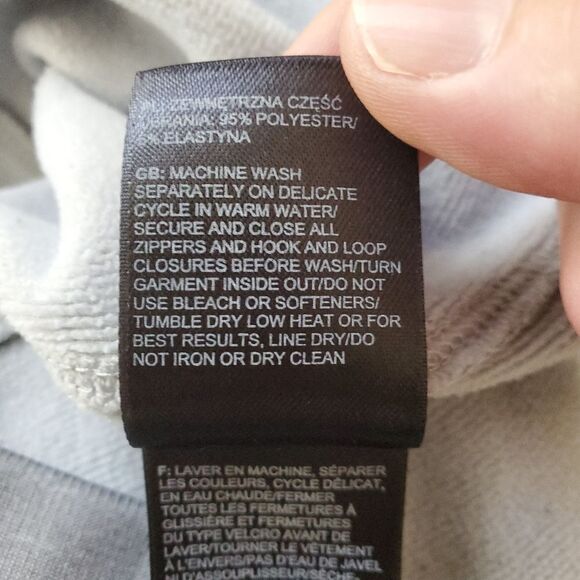 ZEWNĘTRZNA CZĘŚĆ
UBRANIA: 95% POLYESTER/
ELASTYNA
GB: MACHINE WASH
SEPARATELY ON DELICATE
CYCLE IN WARM WATER/
SECURE AND CLOSE ALL
ZIPPERS AND HOOK AND LOOP
CLOSURES BEFORE WASH/TURN
GARMENT INSIDE OUT/DO NOT
USE BLEACH OR SOFTENERS/
TUMBLE DRY LOW HEAT OR FOR
BEST RESULTS, LINE DRY/DO
NOT IRON OR DRY CLEAN
F: LAVER EN MACHINE, SÉPARER
LES COULEURS, CYCLE DÉLICAT,
EN EAU CHAUDE/FERMER
TOUTES LES FERMETURES À
GLISSIÈRE ET FERMETURES
DU TYPE VELCRO AVANT DE
LAVER/TOURNER LE VÊTEMENT
À L'ENVERS/PAS D'EAU DE JAVEL
NI D'ASSOUPLISSEUR/SÈCHE-